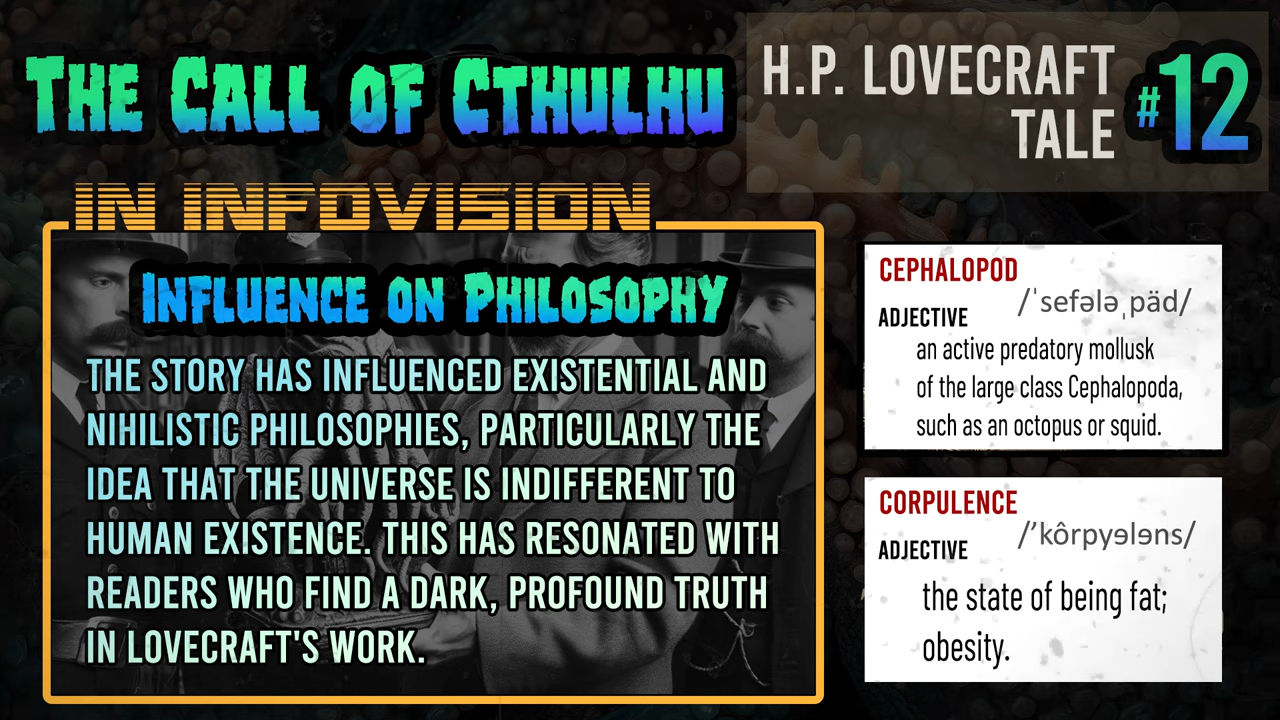 THE CALL OF CTHULHU
H.P. LOVECRAFT
TALE
#12
IN INFOVISION
INFLUENCE ON PHILOSOPHY
THE STORY HAS INFLUENCED EXISTENTIAL AND
NIHILISTIC PHILOSOPHIES, PARTICULARLY THE
IDEA THAT THE UNIVERSE IS INDIFFERENT TO
HUMAN EXISTENCE. THIS HAS RESONATED WITH
READERS WHO FIND A DARK, PROFOUND TRUTH
IN LOVECRAFT'S WORK.
CEPHALOPOD
/ˈsefələˌpäd/
ADJECTIVE
an active predatory mollusk
of the large class Cephalopoda,
such as an octopus or squid.
CORPULENCE
/ˈkôrpyələns/
ADJECTIVE
the state of being fat;
obesity.